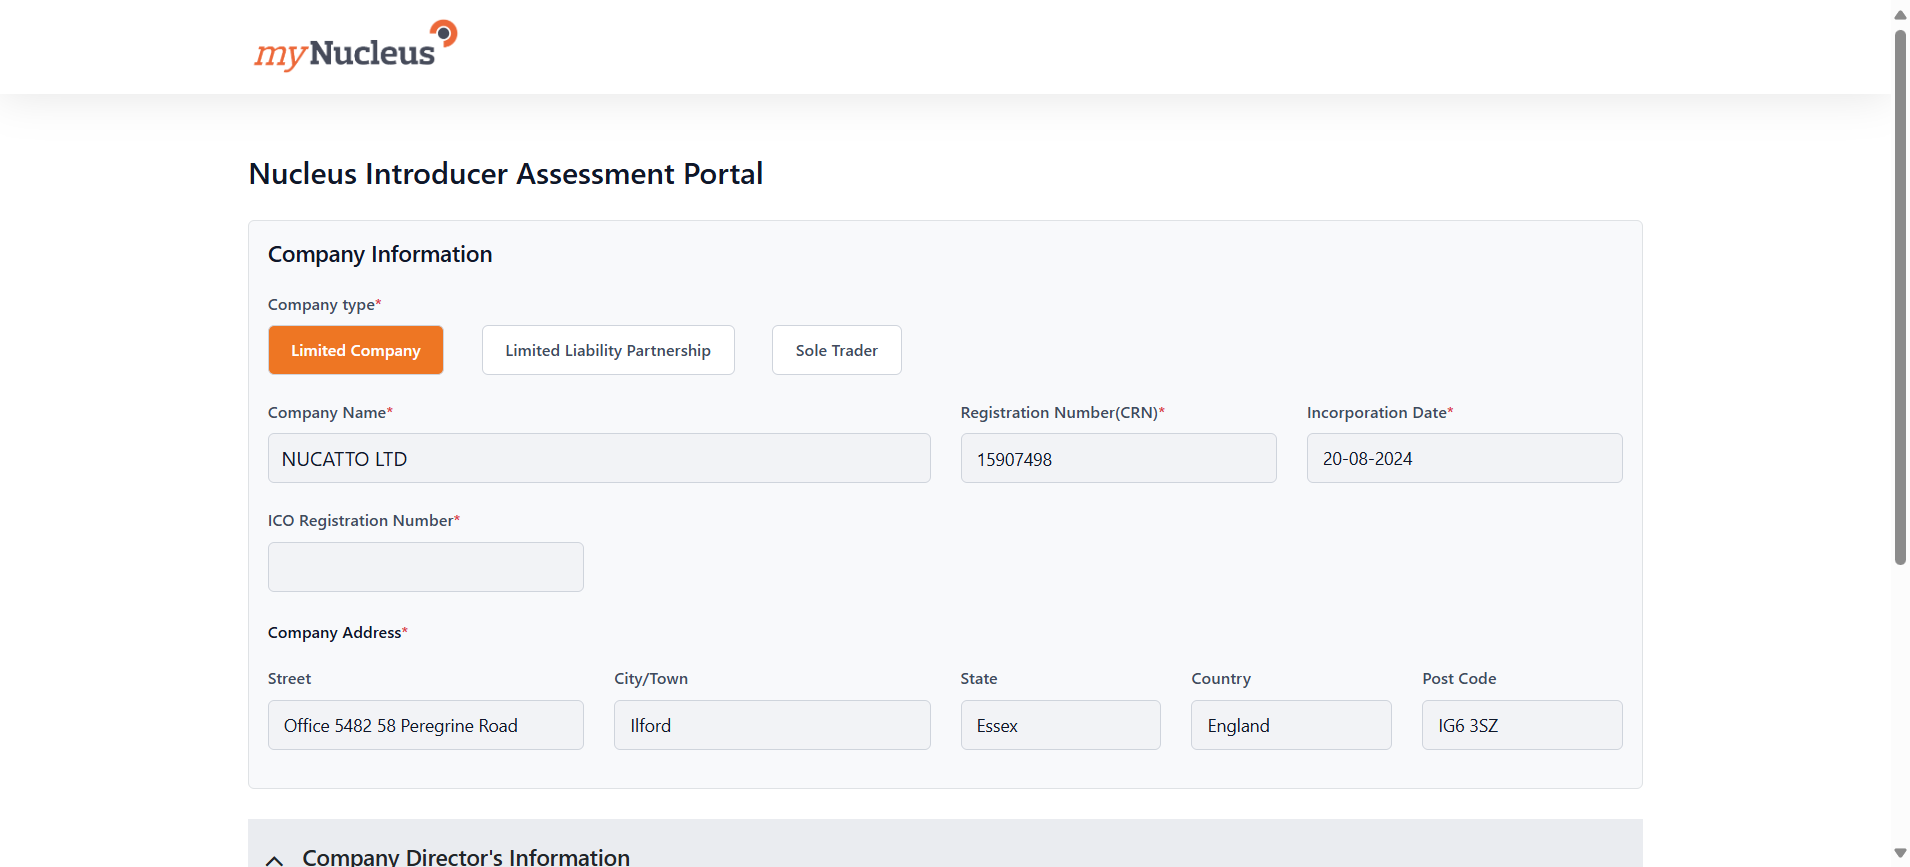 myNucleus
Nucleus Introducer Assessment Portal
Company Information
Company type*
Limited Company
Limited Liability Partnership
Sole Trader
Company Name*
Registration Number(CRN)*
Incorporation Date*
NUCATTO LTD
15907498
20-08-2024
ICO Registration Number*
Company Address*
Street
City/Town
State
Country
Post Code
Office 5482 58 Peregrine Road
Ilford
Essex
England
IG6 3SZ
Company Director's Information